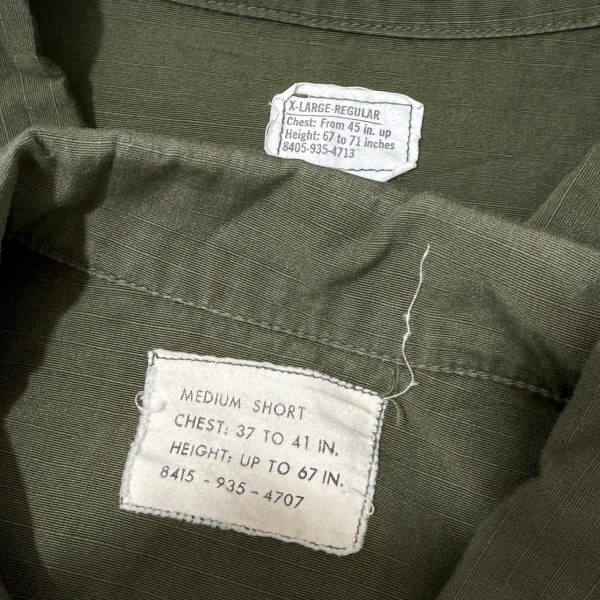 X-LARGE-REGULAR
Chest: From 45 in. up
Height: 67 to 71 inches
8405-935-4713
MEDIUM SHORT
CHEST: 37 TO 41 IN.
HEIGHT: UP TO 67 IN.
8415 - 935 - 4707